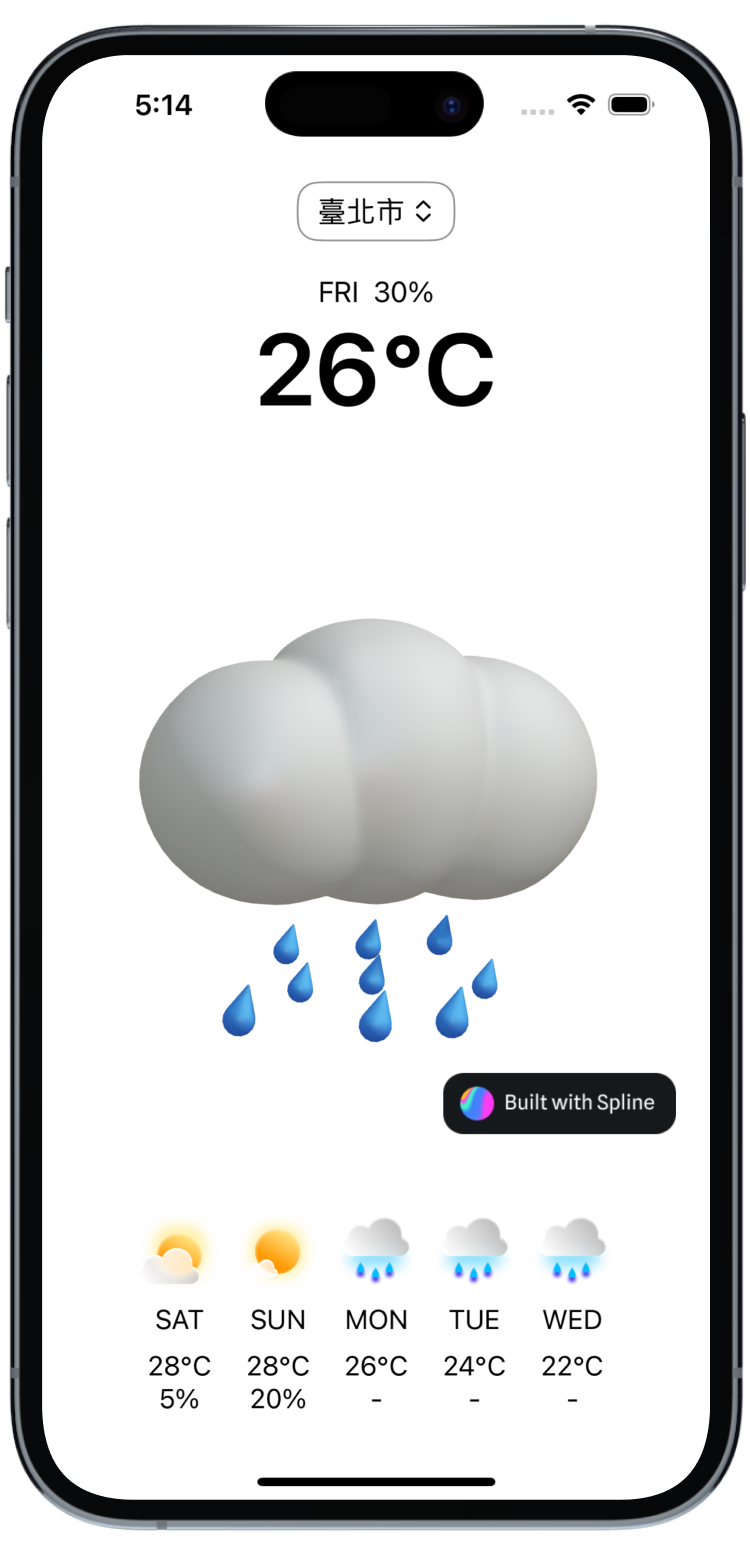 5:14
臺北市
FRI 30%
26°C
Built with Spline
SAT SUN MON TUE WED
28°C 28°C 26°C 24°C 22°C
5% 20% - - -